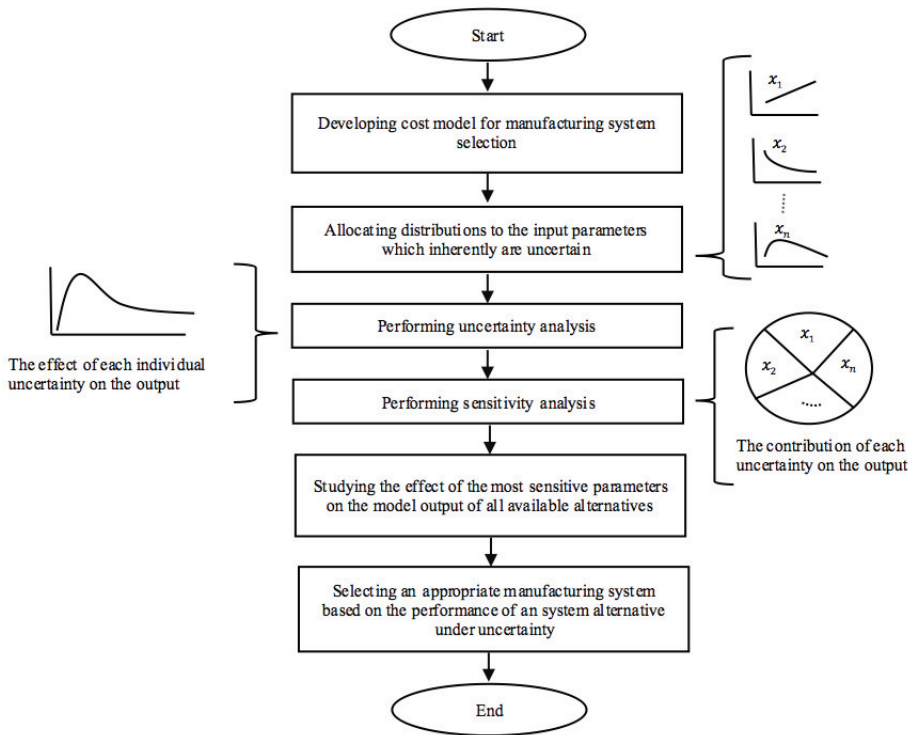 Start
Developing cost model for manufacturing system
selection
Allocating distributions to the input parameters
which inherently are uncertain
x₁
x₂
......
xₙ
Performing uncertainty analysis
The effect of each individual
uncertainty on the output
Performing sensitivity analysis
x₁
x₂
xₙ
.....
The contribution of each
uncertainty on the output
Studying the effect of the most sensitive parameters
on the model output of all available alternatives
Selecting an appropriate manufacturing system
based on the performance of an system alternative
under uncertainty
End